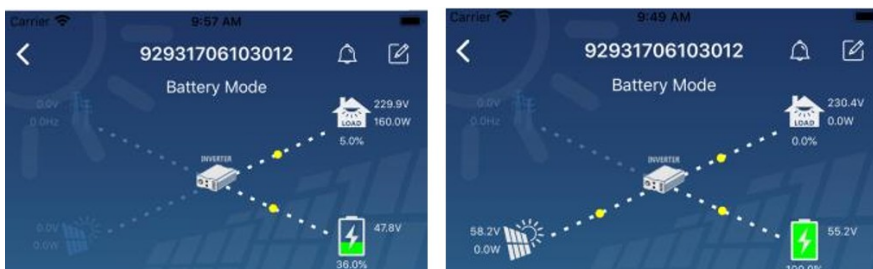 Carrier 9:57 AM
92931706103012
Battery Mode
0.0V
0.0Hz
229.9V
160.0W
LOAD
5.0%
INVERTER
0.0V
0.0W
47.8V
36.0%
Carrier 9:49 AM
92931706103012
Battery Mode
0.0V
0.0Hz
230.4V
0.0W
LOAD
0.0%
INVERTER
58.2V
0.0W
55.2V
100.0%